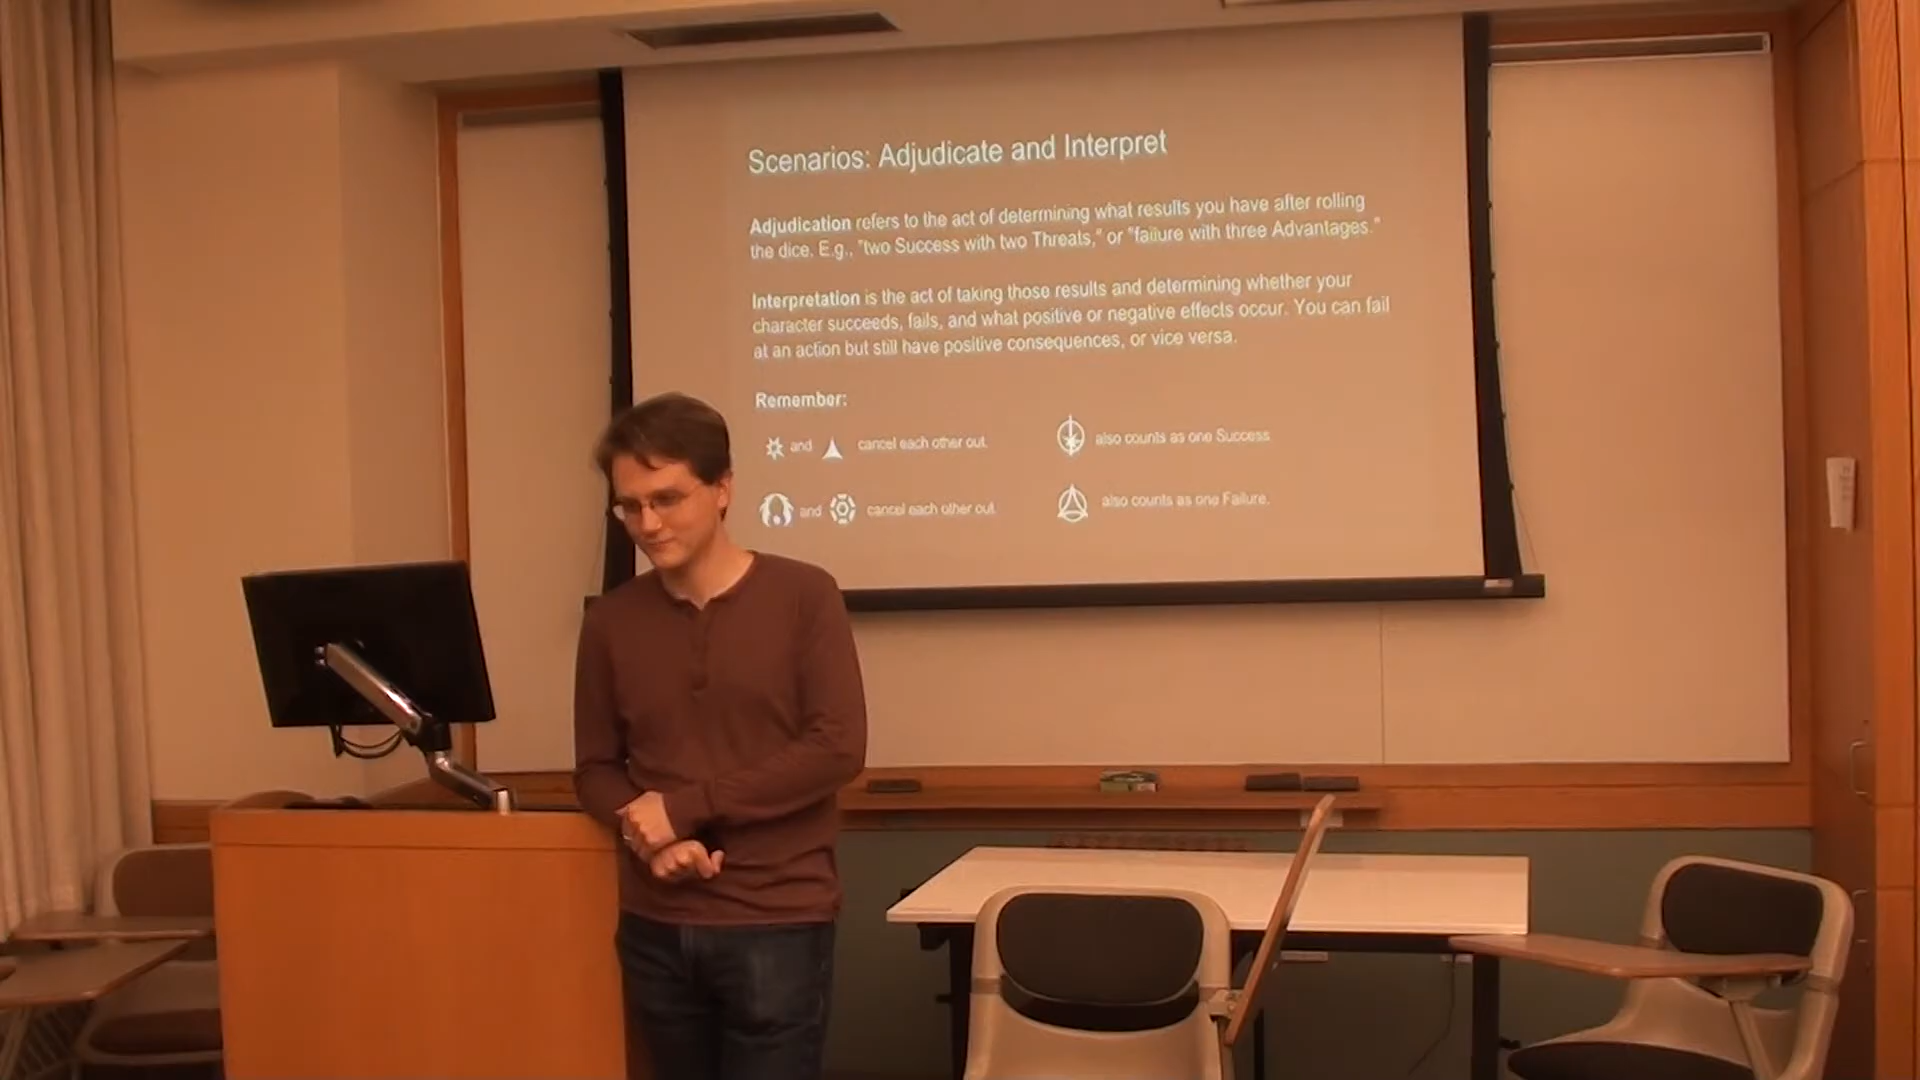 Scenarios: Adjudicate and Interpret
Adjudication refers to the act of determining what results you have after rolling
the dice. E.g., "two Success with two Threats," or "failure with three Advantages."
Interpretation is the act of taking those results and determining whether your
character succeeds, fails, and what positive or negative effects occur. You can fail
at an action but still have positive consequences, or vice versa.
Remember:
and cancel each other out.
also counts as one Success
and cancel each other out
also counts as one Failure.